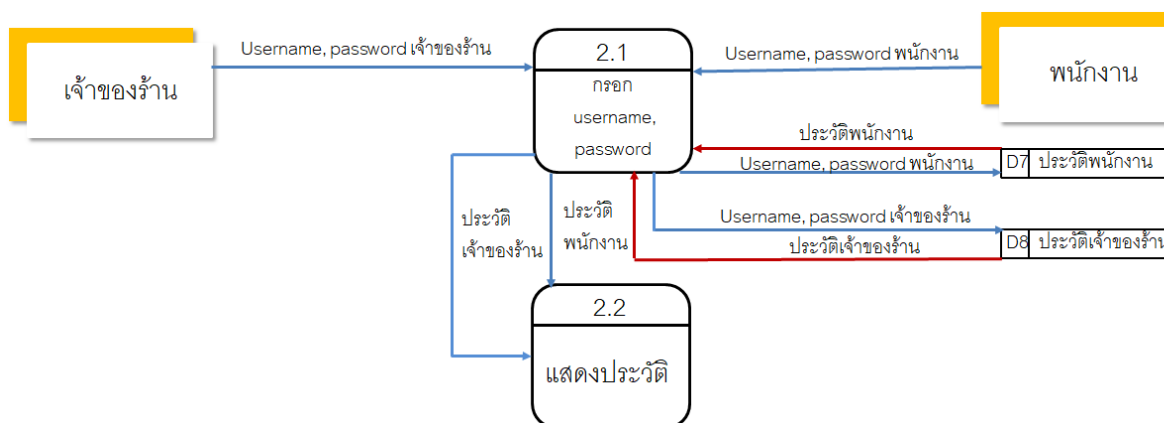 Username, password เจ้าของร้าน
2.1
Username, password พนักงาน
เจ้าของร้าน
กรอก
username,
password
พนักงาน
ประวัติพนักงาน
D7 ประวัติพนักงาน
Username, password พนักงาน
ประวัติ
เจ้าของร้าน
ประวัติ
พนักงาน
Username, password เจ้าของร้าน
D8 ประวัติเจ้าของร้าน
ประวัติเจ้าของร้าน
2.2
แสดงประวัติ